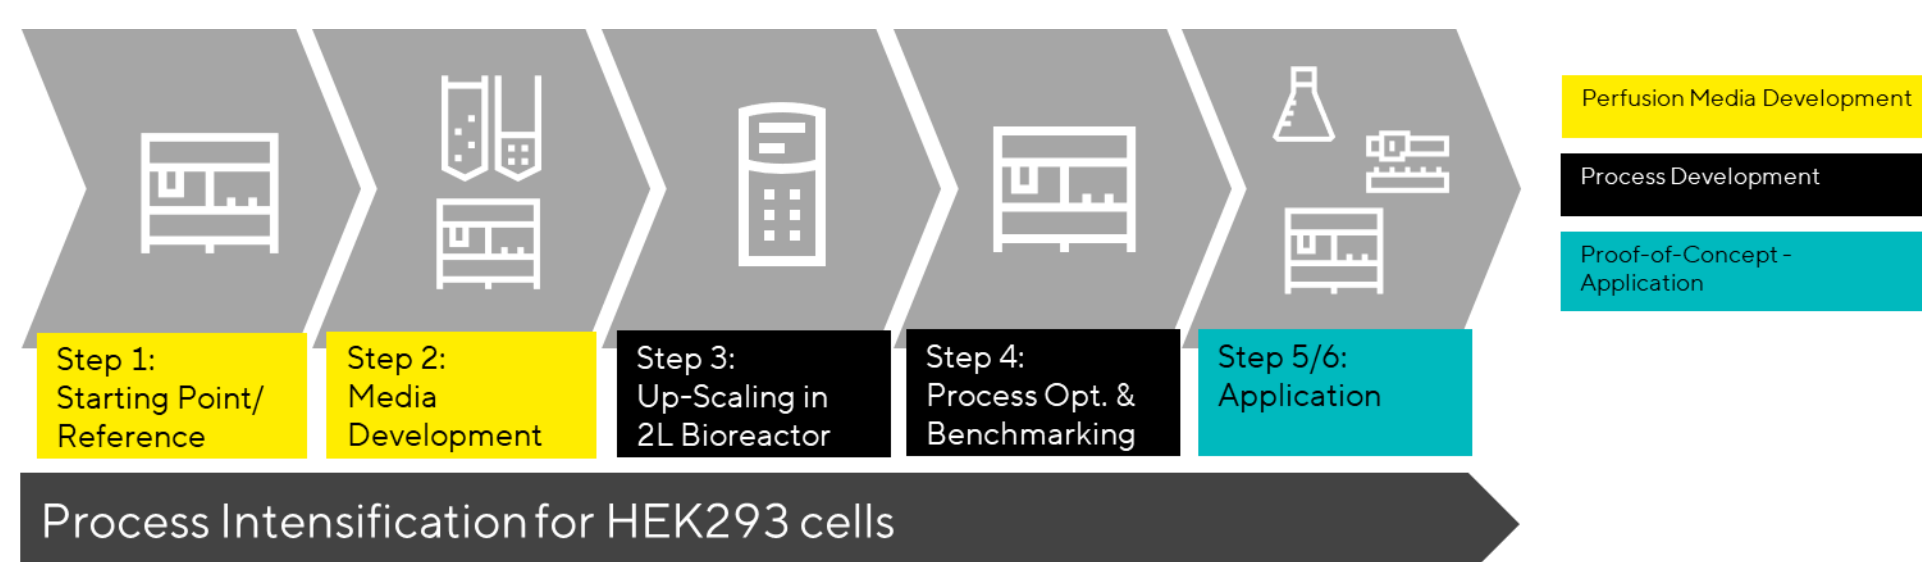 Step 1:
Starting Point/
Reference
Step 2:
Media
Development
Step 3:
Up-Scaling in
2L Bioreactor
Step 4:
Process Opt. &
Benchmarking
Step 5/6:
Application
Process Intensification for HEK293 cells
Perfusion Media Development
Process Development
Proof-of-Concept -
Application